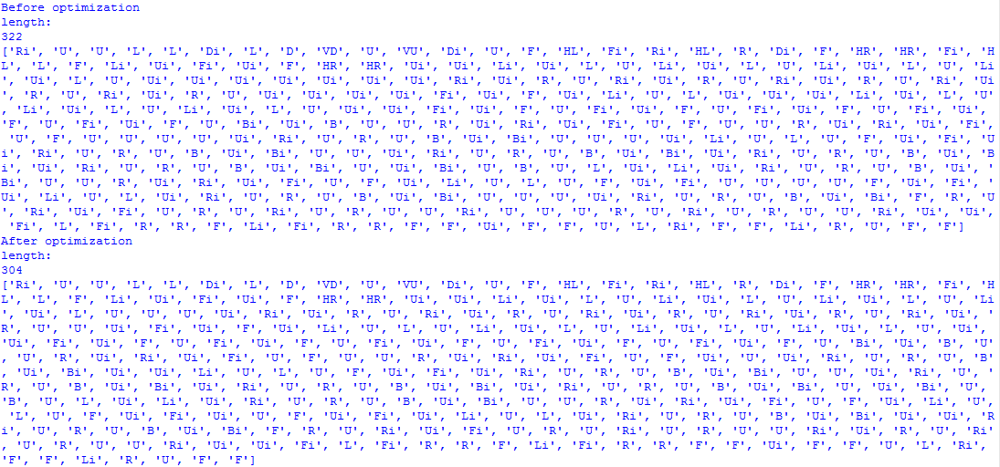 Before optimization
length:
322
['Ri', 'U', 'U', 'L', 'L', 'Di', 'L', 'D', 'VD', 'U', 'VU', 'Di', 'U', 'F', 'HL', 'Fi', 'Ri', 'HL', 'R', 'Di', 'F', 'HR', 'HR', 'Fi', 'H
L', 'L', 'F', 'Li', 'Ui', 'Fi', 'Ui', 'F', 'HR', 'HR', 'Ui', 'Ui', 'Li', 'Ui', 'L', 'U', 'Li', 'Ui', 'L', 'U', 'Li', 'Ui', 'L', 'U', 'Li
', 'Ui', 'L', 'U', 'Ui', 'Ui', 'Ui', 'Ui', 'Ui', 'Ui', 'Ri', 'Ui', 'R', 'U', 'Ri', 'Ui', 'R', 'U', 'Ri', 'Ui', 'R', 'U', 'Ri', 'Ui
', 'R', 'U', 'Ri', 'Ui', 'R', 'U', 'Ui', 'Ui', 'Ui', 'Ui', 'Fi', 'Ui', 'F', 'Ui', 'Li', 'U', 'L', 'Ui', 'Ui', 'Ui', 'Li', 'Ui', 'L', 'U'
, 'Li', 'Ui', 'L', 'U', 'Li', 'Ui', 'L', 'U', 'Ui', 'Ui', 'Ui', 'Fi', 'Ui', 'F', 'U', 'Fi', 'Ui', 'F', 'U', 'Fi', 'Ui', 'F', 'U', 'Fi', 'Ui',
'F', 'U', 'Fi', 'Ui', 'F', 'U', 'Bi', 'Ui', 'B', 'U', 'U', 'R', 'Ui', 'Ri', 'Ui', 'Fi', 'U', 'F', 'U', 'U', 'R', 'Ui', 'Ri', 'Ui', 'Fi',
'U', 'F', 'U', 'U', 'U', 'U', 'Ui', 'Ri', 'U', 'R', 'U', 'B', 'Ui', 'Bi', 'U', 'U', 'U', 'Ui', 'Li', 'U', 'L', 'U', 'F', 'Ui', 'Fi', 'U
i', 'Ri', 'U', 'R', 'U', 'B', 'Ui', 'Bi', 'U', 'U', 'Ui', 'Ri', 'U', 'R', 'U', 'B', 'Ui', 'Bi', 'Ui', 'Ri', 'U', 'R', 'U', 'B', 'Ui', 'B
i', 'Ui', 'Ri', 'U', 'R', 'U', 'B', 'Ui', 'Bi', 'U', 'Ui', 'Bi', 'U', 'B', 'U', 'L', 'Ui', 'Li', 'Ui', 'Ri', 'U', 'R', 'U', 'B', 'Ui', '
Bi', 'U', 'U', 'R', 'Ui', 'Ri', 'Ui', 'Fi', 'U', 'F', 'Ui', 'Li', 'U', 'L', 'U', 'F', 'Ui', 'Fi', 'U', 'U', 'U', 'U', 'F', 'Ui', 'Fi', '
Ui', 'Li', 'U', 'L', 'Ui', 'Ri', 'U', 'R', 'U', 'B', 'Ui', 'Bi', 'U', 'U', 'U', 'Ui', 'Ri', 'U', 'R', 'U', 'B', 'Ui', 'Bi', 'F', 'R', 'U'
, 'Ri', 'Ui', 'Fi', 'U', 'R', 'U', 'Ri', 'U', 'R', 'U', 'U', 'Ri', 'U', 'U', 'U', 'R', 'U', 'Ri', 'U', 'R', 'U', 'U', 'Ri', 'Ui', 'Ui',
'Fi', 'L', 'Fi', 'R', 'R', 'F', 'Li', 'Fi', 'R', 'R', 'F', 'F', 'Ui', 'F', 'F', 'U', 'L', 'Ri', 'F', 'F', 'Li', 'R', 'U', 'F', 'F']
After optimization
length:
304
['Ri', 'U', 'U', 'L', 'L', 'Di', 'L', 'D', 'VD', 'U', 'VU', 'Di', 'U', 'F', 'HL', 'Fi', 'Ri', 'HL', 'R', 'Di', 'F', 'HR', 'HR', 'Fi', 'H
L', 'L', 'F', 'Li', 'Ui', 'Fi', 'Ui', 'F', 'HR', 'HR', 'Ui', 'Ui', 'Li', 'Ui', 'L', 'U', 'Li', 'Ui', 'L', 'U', 'Li', 'Ui', 'L', 'U', 'Li
', 'Ui', 'L', 'U', 'U', 'U', 'Ui', 'Ri', 'Ui', 'R', 'U', 'Ri', 'Ui', 'R', 'U', 'Ri', 'Ui', 'R', 'U', 'Ri', 'Ui', 'R', 'U', 'Ri', 'Ui', '
R', 'U', 'U', 'Ui', 'Fi', 'Ui', 'F', 'Ui', 'Li', 'U', 'L', 'U', 'Li', 'Ui', 'L', 'U', 'Li', 'Ui', 'L', 'U', 'Li', 'Ui', 'L', 'U', 'Ui',
'Ui', 'Fi', 'Ui', 'F', 'U', 'Fi', 'Ui', 'F', 'U', 'Fi', 'Ui', 'F', 'U', 'Fi', 'Ui', 'F', 'U', 'Fi', 'Ui', 'F', 'U', 'Bi', 'Ui', 'B', 'U'
, 'U', 'R', 'Ui', 'Ri', 'Ui', 'Fi', 'U', 'F', 'U', 'U', 'R', 'Ui', 'Ri', 'Ui', 'Fi', 'U', 'F', 'Ui', 'U', 'Ui', 'Ri', 'U', 'R', 'U', 'B'
, 'Ui', 'Bi', 'Ui', 'Ui', 'Li', 'U', 'L', 'U', 'F', 'Ui', 'Fi', 'Ui', 'Ri', 'U', 'R', 'U', 'B', 'Ui', 'Bi', 'U', 'U', 'Ui', 'Ri', 'U', '
R', 'U', 'B', 'Ui', 'Bi', 'Ui', 'Ri', 'U', 'R', 'U', 'B', 'Ui', 'Bi', 'Ui', 'Ri', 'U', 'R', 'U', 'B', 'Ui', 'Bi', 'Ui', 'Bi', 'U',
'B', 'U', 'L', 'Ui', 'Li', 'Ui', 'Ri', 'U', 'R', 'U', 'B', 'Ui', 'Bi', 'U', 'U', 'R', 'Ui', 'Ri', 'Ui', 'Fi', 'U', 'F', 'Ui', 'Li', 'U',
'L', 'U', 'F', 'Ui', 'Fi', 'Ui', 'U', 'F', 'Ui', 'Fi', 'Ui', 'Li', 'U', 'L', 'Ui', 'Ri', 'U', 'R', 'U', 'B', 'Ui', 'Bi', 'Ui', 'Ui', 'R
i', 'U', 'R', 'U', 'B', 'Ui', 'Bi', 'F', 'R', 'U', 'Ri', 'Ui', 'Fi', 'U', 'R', 'U', 'Ri', 'U', 'R', 'U', 'U', 'Ri', 'Ui', 'R', 'U', 'Ri'
, 'U', 'R', 'U', 'U', 'Ri', 'Ui', 'Ui', 'Fi', 'L', 'Fi', 'R', 'R', 'F', 'Li', 'Fi', 'R', 'R', 'F', 'F', 'Ui', 'F', 'F', 'U', 'L', 'Ri',
'F', 'F', 'Li', 'R', 'U', 'F', 'F']